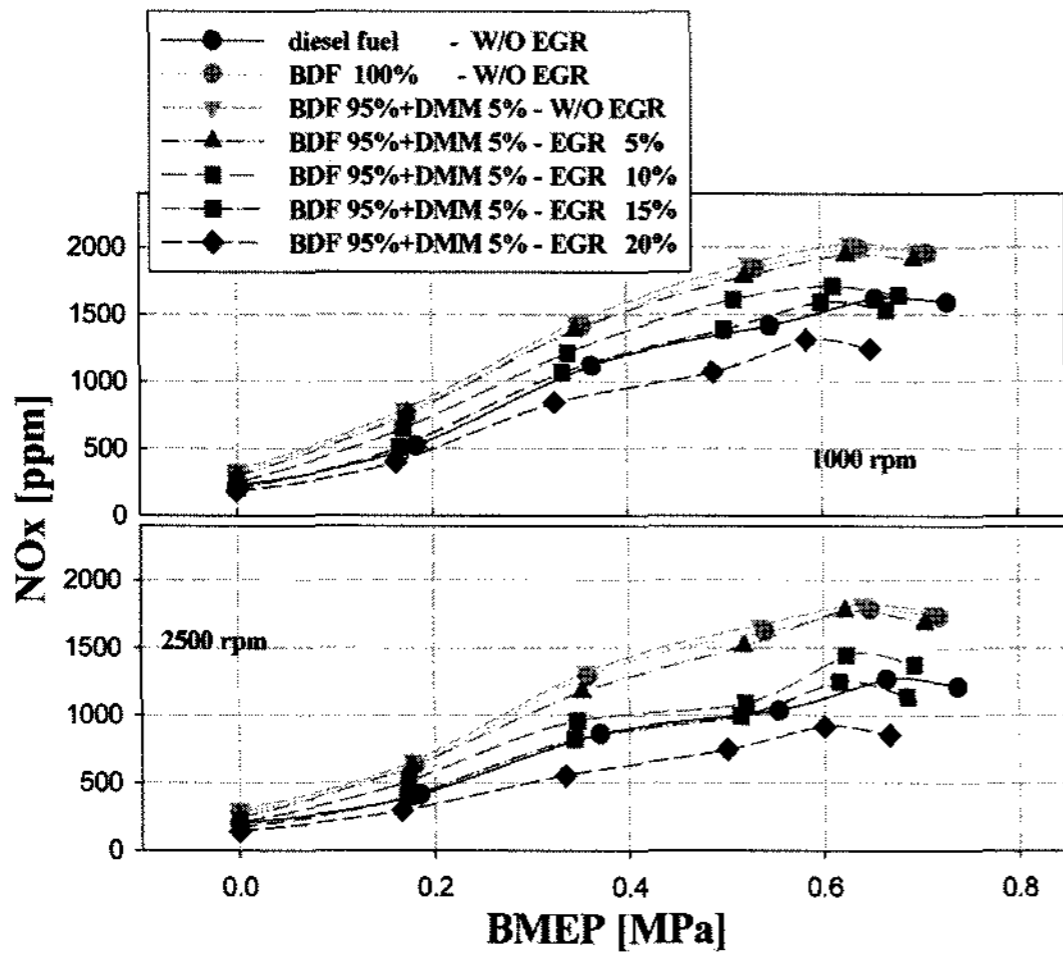 diesel fuel - W/O EGR
BDF 100% - W/O EGR
BDF 95%+DMM 5% - W/O EGR
BDF 95%+DMM 5% - EGR 5%
BDF 95%+DMM 5% - EGR 10%
BDF 95%+DMM 5% - EGR 15%
BDF 95%+DMM 5% - EGR 20%
2000
1500
1000
500
0
1000 rpm
NOx [ppm]
2000
1500
1000
500
0
2500 rpm
0.0 0.2 0.4 0.6 0.8
BMEP [MPa]